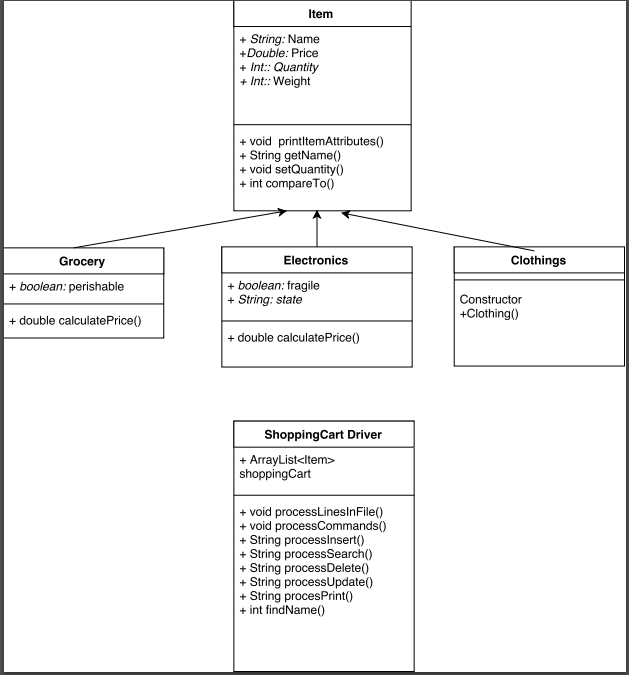 Item
+ String: Name
+Double: Price
+ Int:: Quantity
+ Int:: Weight
+ void printItemAttributes()
+ String getName()
+ void setQuantity()
+ int compareTo()
Grocery
+ boolean: perishable
+ double calculatePrice()
Electronics
+ boolean: fragile
+ String: state
+ double calculatePrice()
Clothings
Constructor
+Clothing()
ShoppingCart Driver
+ ArrayList<Item>
shoppingCart
+ void processLinesInFile()
+ void processCommands()
+ String processInsert()
+ String processSearch()
+ String processDelete()
+ String processUpdate()
+ String procesPrint()
+ int findName()